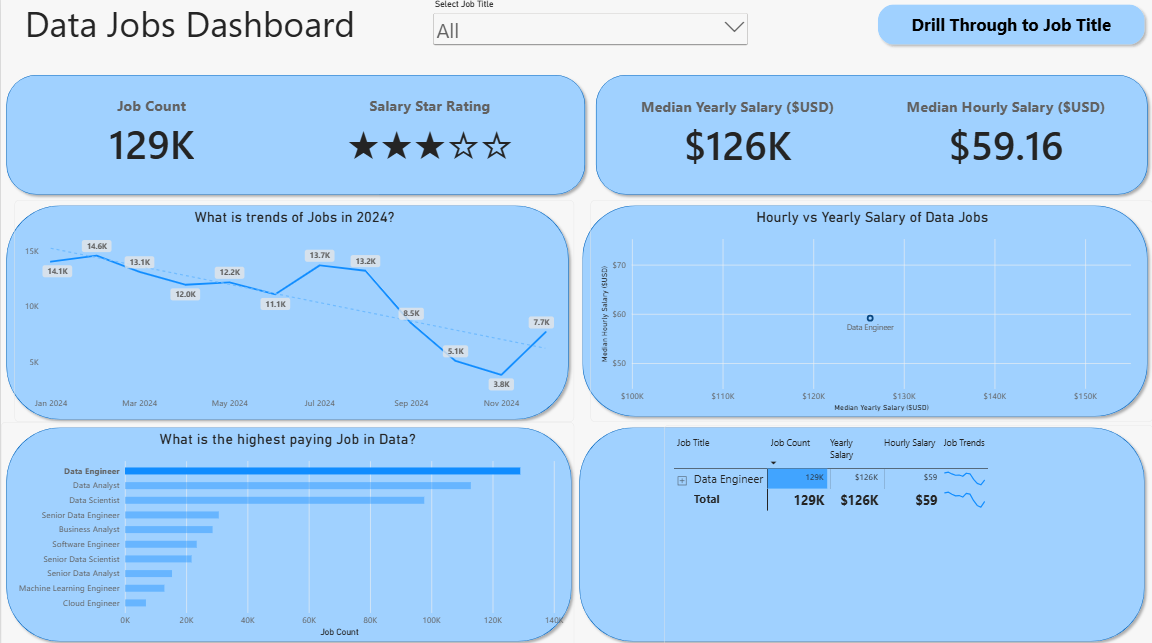 Data Jobs Dashboard
Select Job Title
All
Drill Through to Job Title
Job Count
129K
Salary Star Rating
★★★☆☆
Median Yearly Salary ($USD)
$126K
Median Hourly Salary ($USD)
$59.16
What is trends of Jobs in 2024?
15K
10K
5K
14.1K
14.6K
13.1K
12.0K
12.2K
11.1K
13.7K
13.2K
8.5K
5.1K
3.8K
7.7K
Jan 2024
Mar 2024
May 2024
Jul 2024
Sep 2024
Nov 2024
Hourly vs Yearly Salary of Data Jobs
Median Hourly Salary ($USD)
$70
$60
$50
Data Engineer
$100K
$110K
$120K
$130K
$140K
$150K
Median Yearly Salary ($USD)
What is the highest paying Job in Data?
Data Engineer
Data Analyst
Data Scientist
Senior Data Engineer
Business Analyst
Software Engineer
Senior Data Scientist
Senior Data Analyst
Machine Learning Engineer
Cloud Engineer
0K
20K
40K
60K
80K
100K
120K
140K
Job Count
Job Title Job Count Yearly Salary Hourly Salary Job Trends
Data Engineer 129K $126K $59
Total 129K $126K $59